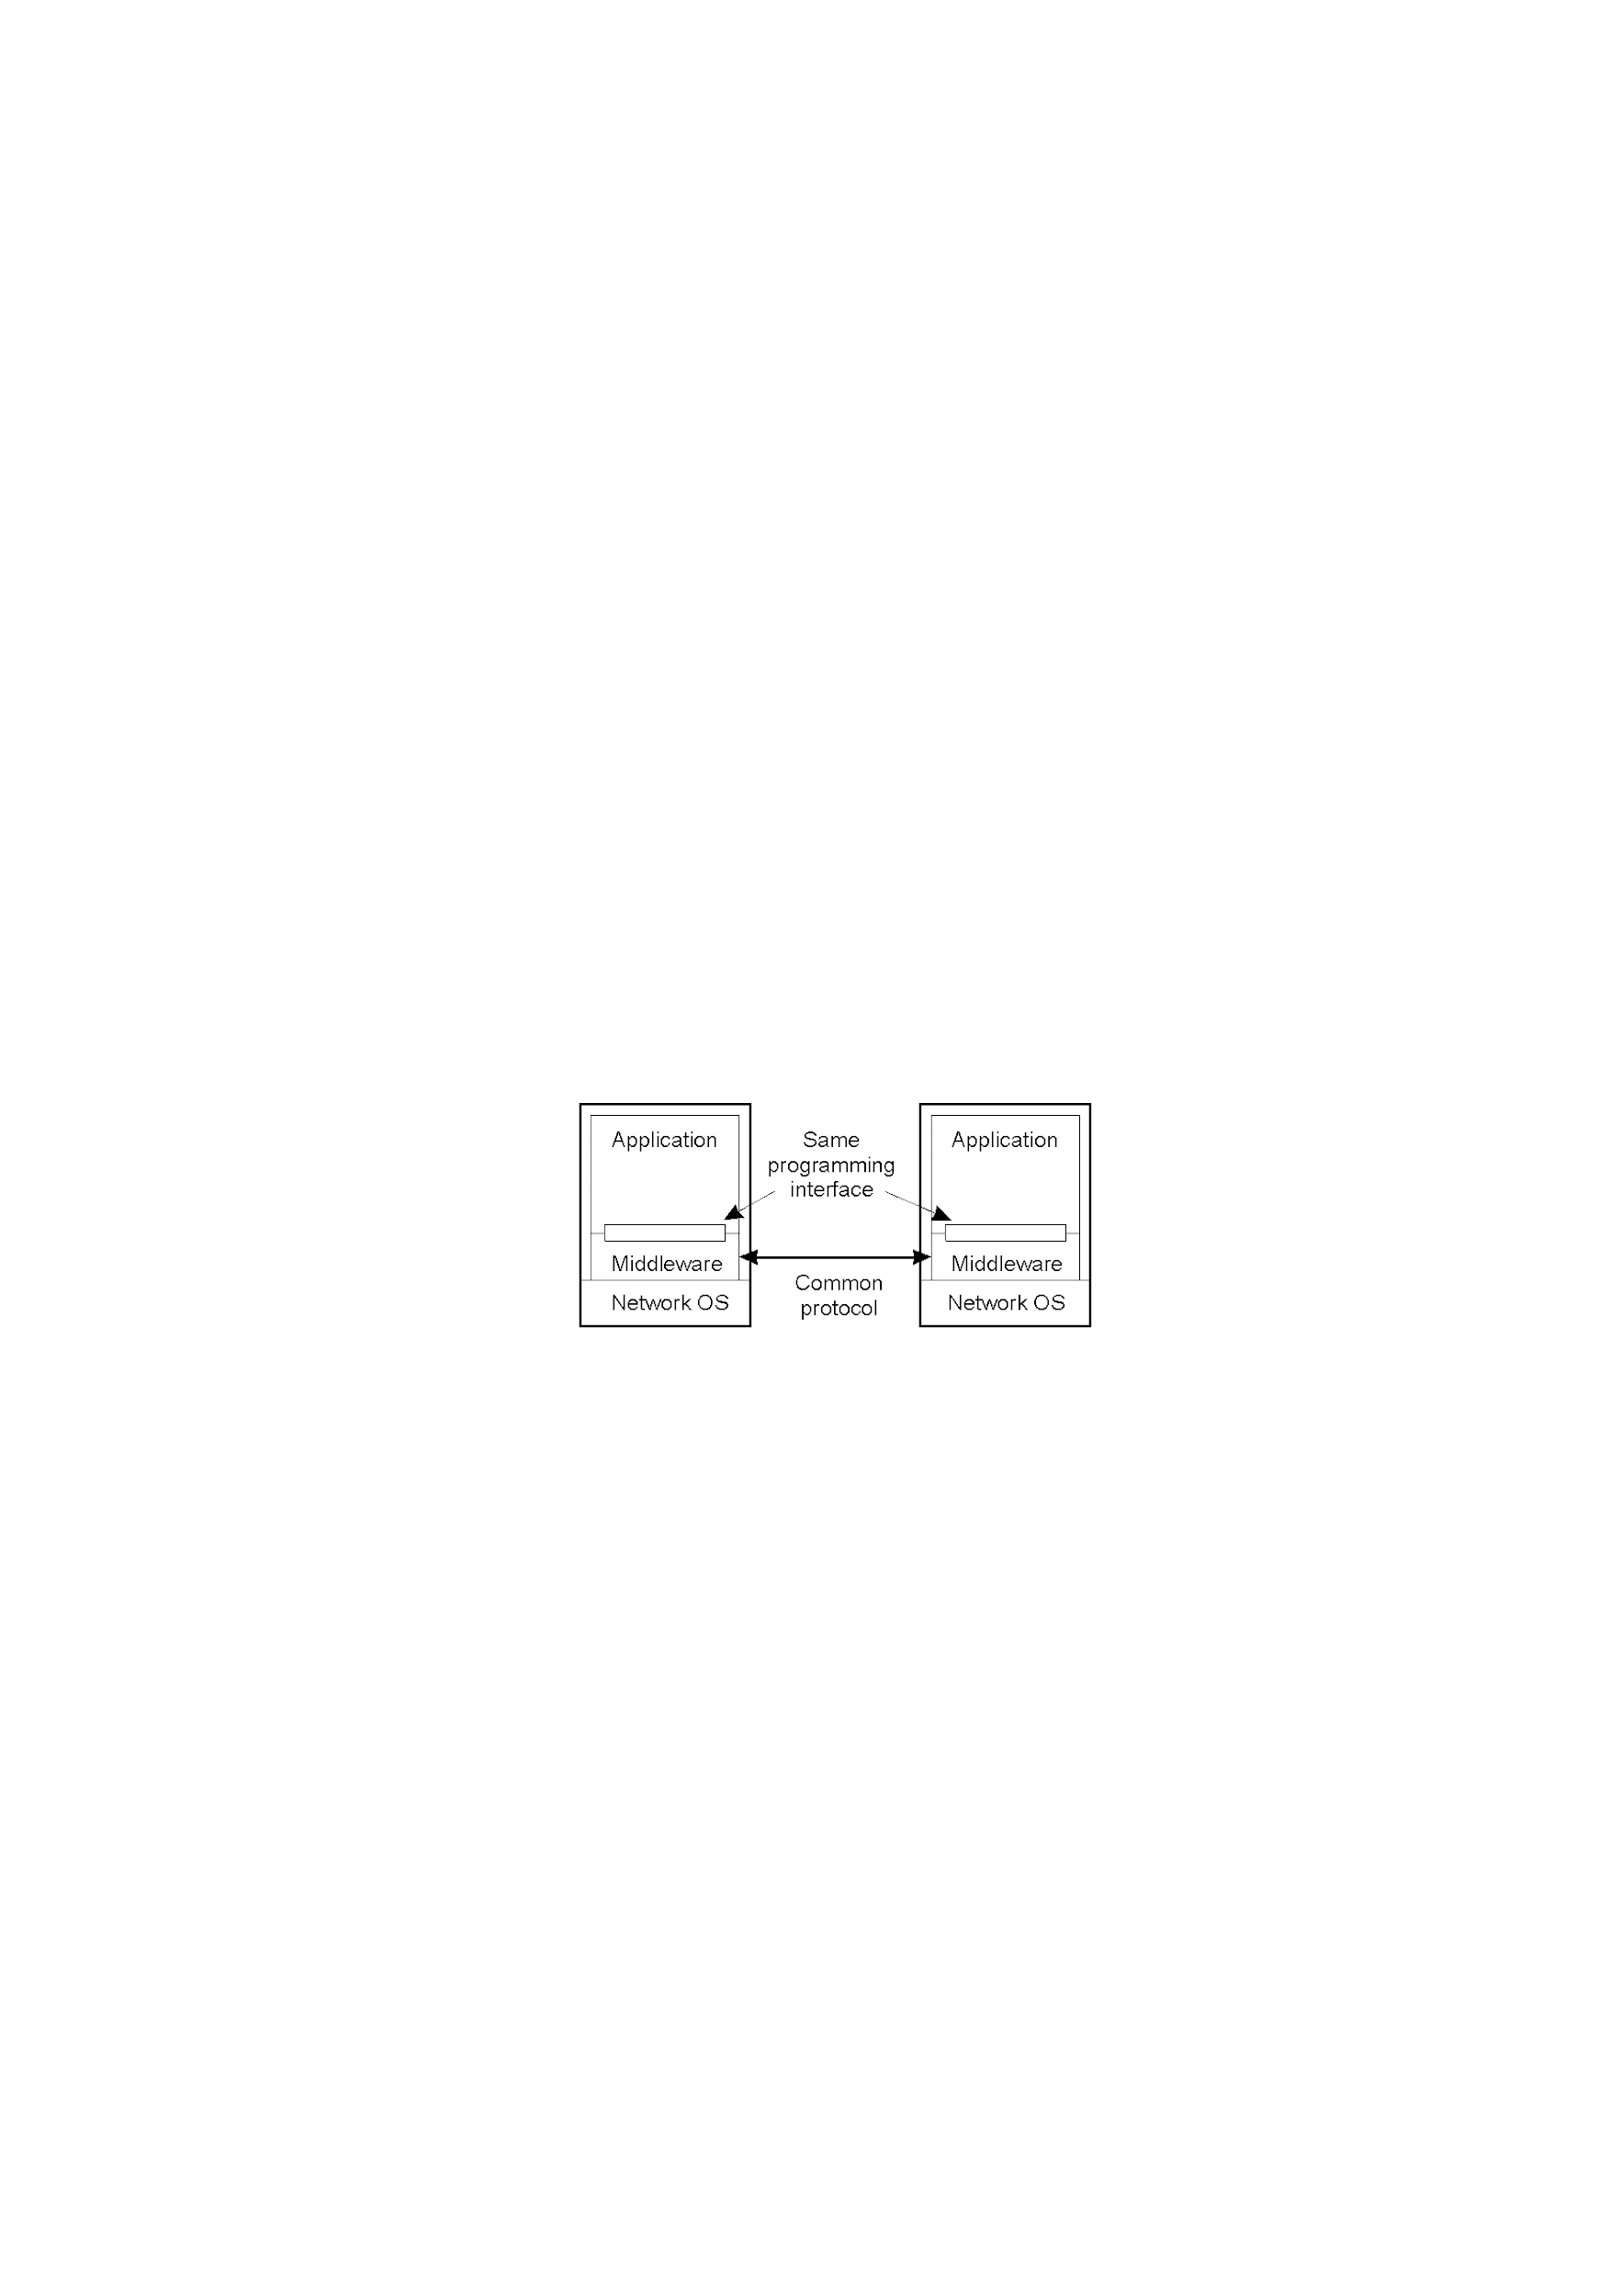 Application
Middleware
Network OS
Same
programming
interface
Common
protocol
Application
Middleware
Network OS